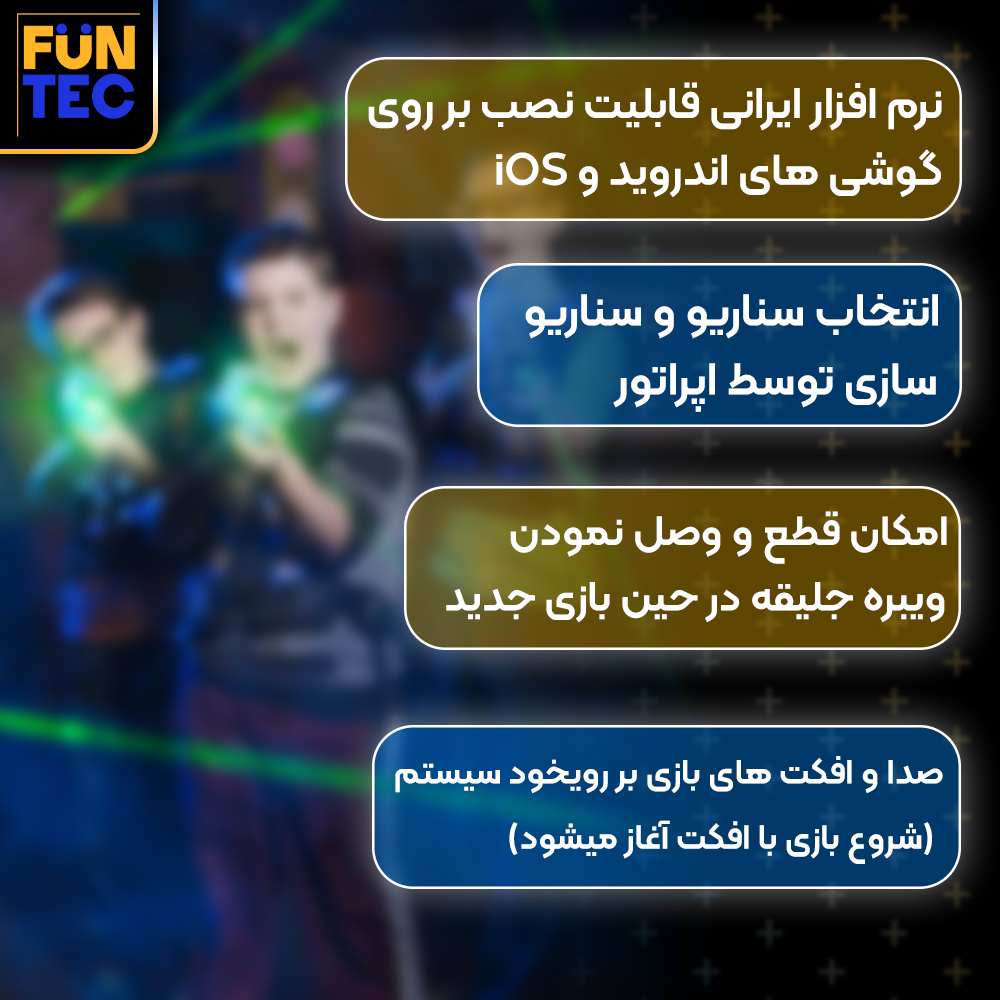 FUN
TEC
نرم افزار ایرانی قابلیت نصب بر روی
گوشی های اندروید و iOS
انتخاب سناریو و سناریو
سازی توسط اپراتور
امکان قطع و وصل نمودن
ویبره جلیقه در حین بازی جدید
صدا و افکت های بازی بر رویخود سیستم
(شروع بازی با افکت آغاز میشود)